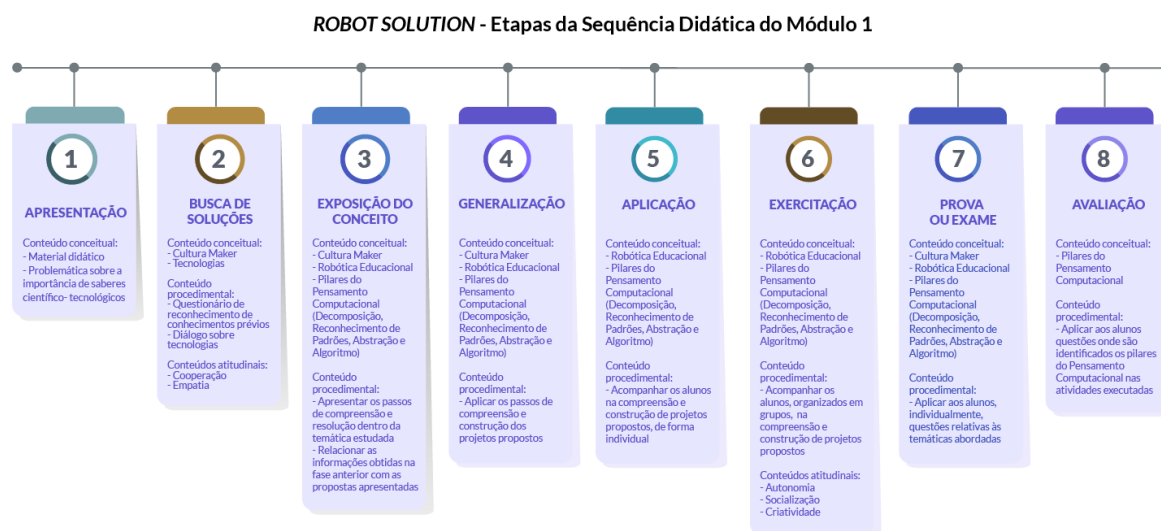 ROBOT SOLUTION - Etapas da Sequência Didática do Módulo 1
1
APRESENTAÇÃO
Conteúdo conceitual:
- Material didático
- Problemática sobre a
importância de saberes
científico- tecnológicos
2
BUSCA DE
SOLUÇÕES
Conteúdo conceitual:
- Cultura Maker
- Tecnologias
Conteúdo
procedimental:
- Questionário de
reconhecimento de
conhecimentos prévios
- Diálogo sobre
tecnologias
Conteúdos atitudinais:
- Cooperação
- Empatia
3
EXPOSIÇÃO DO
CONCEITO
Conteúdo conceitual:
- Cultura Maker
- Robótica Educacional
- Pilares do
Pensamento
Computacional
(Decomposição,
Reconhecimento de
Padrões, Abstração e
Algoritmo)
Conteúdo
procedimental:
- Apresentar os passos
de compreensão e
resolução dentro da
temática estudada
- Relacionar as
informações obtidas na
fase anterior com as
propostas apresentadas
4
GENERALIZAÇÃO
Conteúdo conceitual:
- Cultura Maker
- Robótica Educacional
- Pilares do
Pensamento
Computacional
(Decomposição,
Reconhecimento de
Padrões, Abstração e
Algoritmo)
Conteúdo
procedimental:
- Aplicar os passos de
compreensão e
construção dos
projetos propostos
5
APLICAÇÃO
Conteúdo conceitual:
- Robótica Educacional
- Pilares do
Pensamento
Computacional
(Decomposição,
Reconhecimento de
Padrões, Abstração e
Algoritmo)
Conteúdo
procedimental:
- Acompanhar os alunos
na compreensão e
construção de projetos
propostos, de forma
individual
6
EXERCITAÇÃO
Conteúdo conceitual:
- Robótica Educacional
- Pilares do
Pensamento
Computacional
(Decomposição,
Reconhecimento de
Padrões, Abstração e
Algoritmo)
Conteúdo
procedimental:
- Acompanhar os
alunos, organizados em
grupos, na
compreensão e
construção de projetos
propostos
Conteúdos atitudinais:
- Autonomia
- Socialização
- Criatividade
7
PROVA
OU EXAME
Conteúdo conceitual:
- Cultura Maker
- Robótica Educacional
- Pilares do
Pensamento
Computacional
(Decomposição,
Reconhecimento de
Padrões, Abstração e
Algoritmo)
Conteúdo
procedimental:
- Aplicar aos alunos,
individualmente,
questões relativas às
temáticas abordadas
8
AVALIAÇÃO
Conteúdo conceitual:
- Pilares do
Pensamento
Computacional
Conteúdo
procedimental:
- Aplicar aos alunos
questões onde são
identificados os pilares
do Pensamento
Computacional nas
atividades executadas